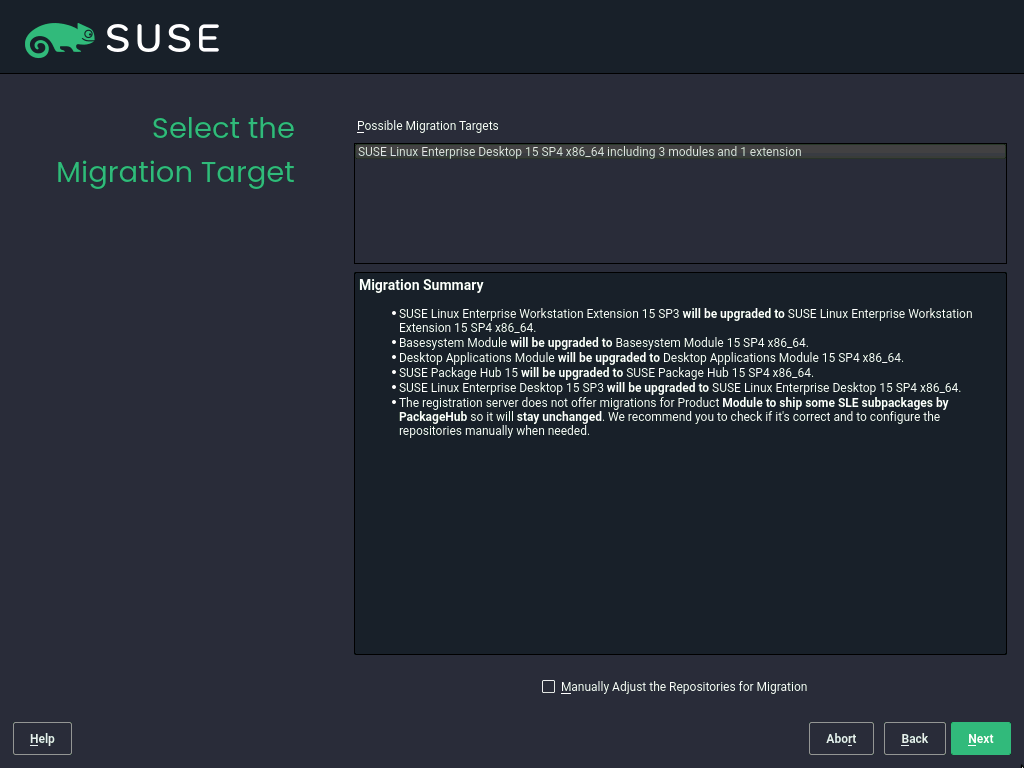 SUSE
Select the
Migration Target
Possible Migration Targets
SUSE Linux Enterprise Desktop 15 SP4 x86_64 including 3 modules and 1 extension
Migration Summary
• SUSE Linux Enterprise Workstation Extension 15 SP3 will be upgraded to SUSE Linux Enterprise Workstation
Extension 15 SP4 x86_64.
• Basesystem Module will be upgraded to Basesystem Module 15 SP4 x86_64.
• Desktop Applications Module will be upgraded to Desktop Applications Module 15 SP4 x86_64.
• SUSE Package Hub 15 will be upgraded to SUSE Package Hub 15 SP4 x86_64.
• SUSE Linux Enterprise Desktop 15 SP3 will be upgraded to SUSE Linux Enterprise Desktop 15 SP4 x86_64.
• The registration server does not offer migrations for Product Module to ship some SLE subpackages by
PackageHub so it will stay unchanged. We recommend you to check if it's correct and to configure the
repositories manually when needed.
Manually Adjust the Repositories for Migration
Help
Abort
Back
Next